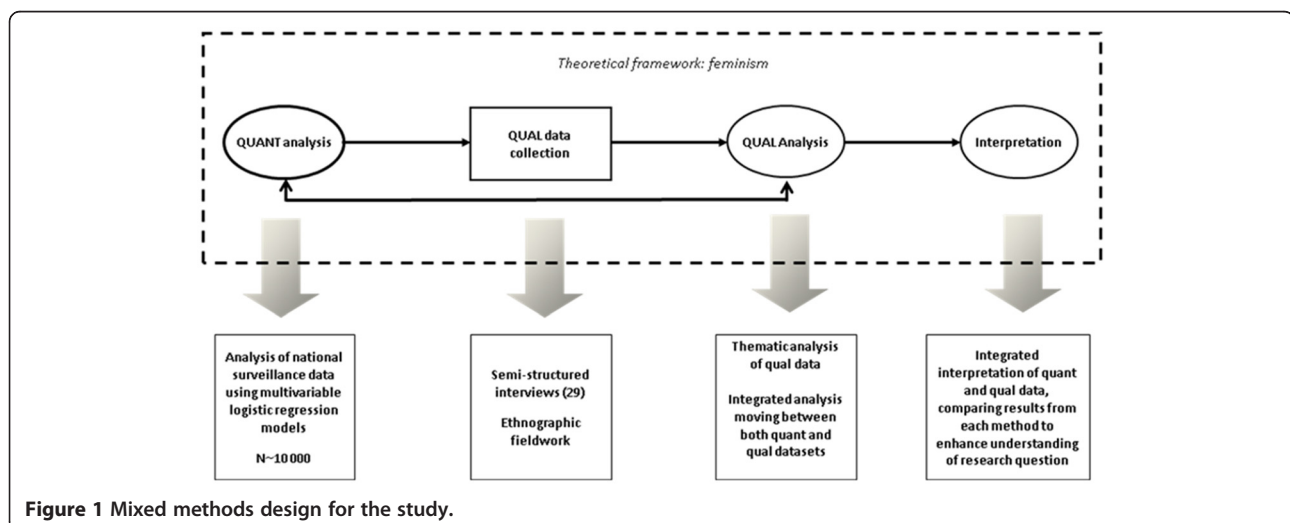 Theoretical framework: feminism
QUANT analysis
QUAL data
collection
QUAL Analysis
Interpretation
Analysis of national
surveillance data
using multivariable
logistic regression
models
N~10 000
Semi-structured
interviews (29)
Ethnographic
fieldwork
Thematic analysis
of qual data
Integrated analysis
moving between
both quant and
qual datasets
Integrated
interpretation of quant
and qual data,
comparing results from
each method to
enhance understanding
of research question
Figure 1 Mixed methods design for the study.